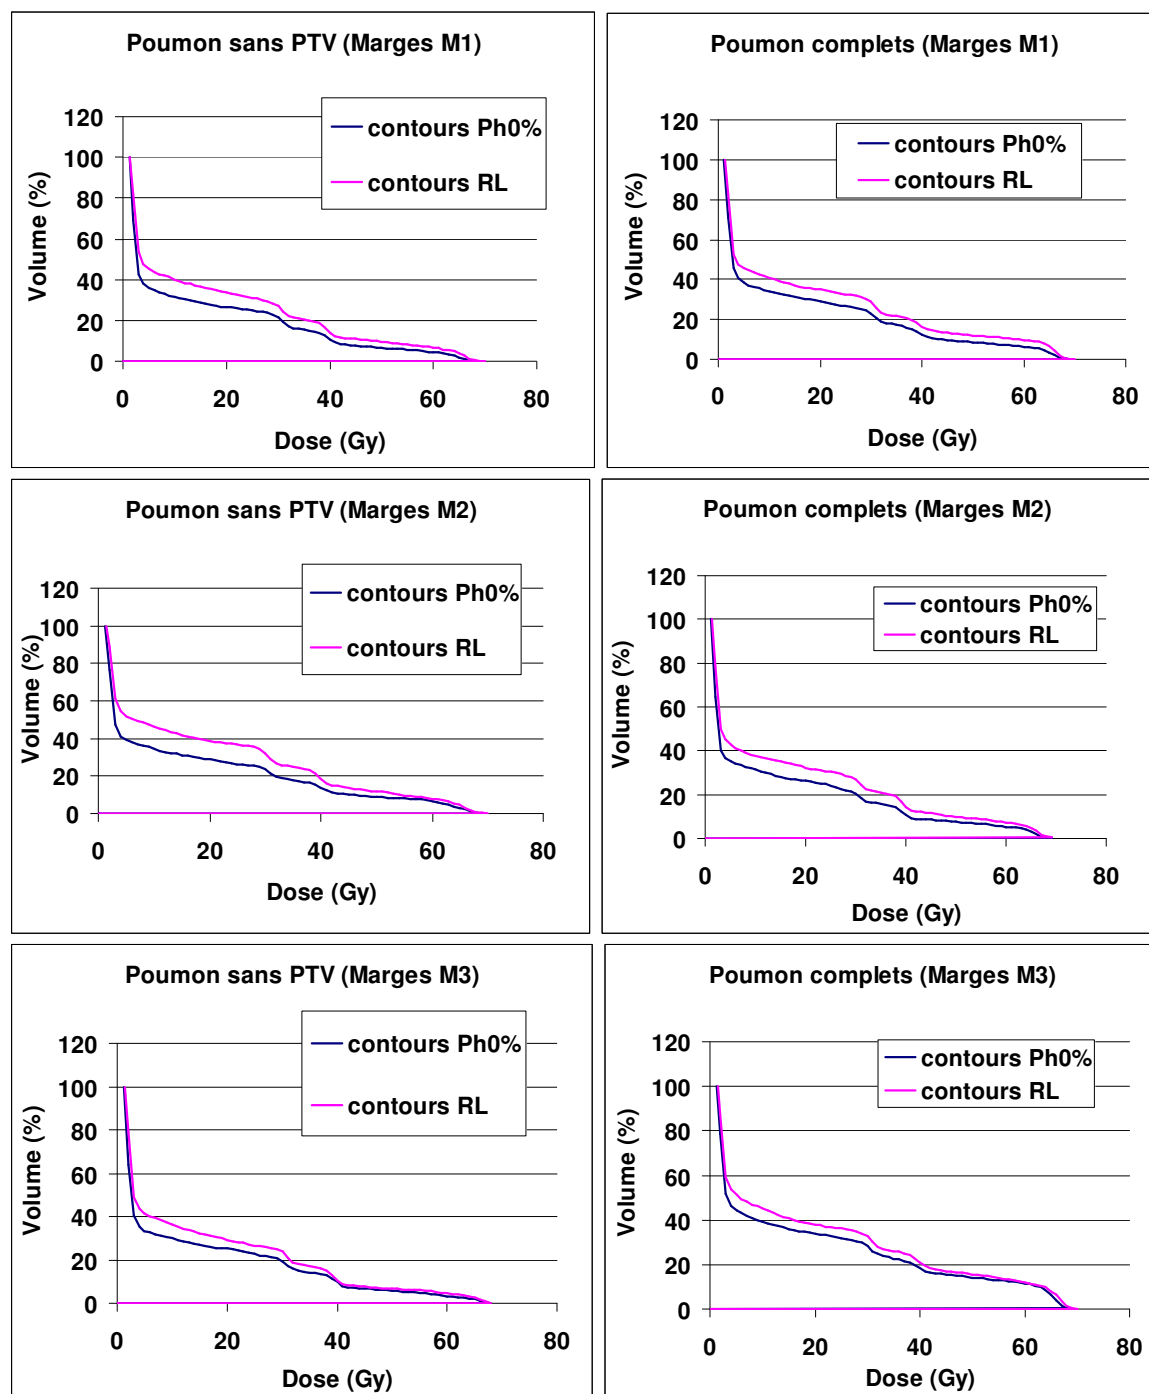 Poumon sans PTV (Marges M1)
120
100
80
60
40
20
0
Volume (%)
contours Ph0%
contours RL
0 20 40 60 80
Dose (Gy)
Poumon complets (Marges M1)
120
100
80
60
40
20
0
Volume (%)
contours Ph0%
contours RL
0 20 40 60 80
Dose (Gy)
Poumon sans PTV (Marges M2)
120
100
80
60
40
20
0
Volume (%)
contours Ph0%
contours RL
0 20 40 60 80
Dose (Gy)
Poumon complets (Marges M2)
120
100
80
60
40
20
0
Volume (%)
contours Ph0%
contours RL
0 20 40 60 80
Dose (Gy)
Poumon sans PTV (Marges M3)
120
100
80
60
40
20
0
Volume (%)
contours Ph0%
contours RL
0 20 40 60 80
Dose (Gy)
Poumon complets (Marges M3)
120
100
80
60
40
20
0
Volume (%)
contours Ph0%
contours RL
0 20 40 60 80
Dose (Gy)